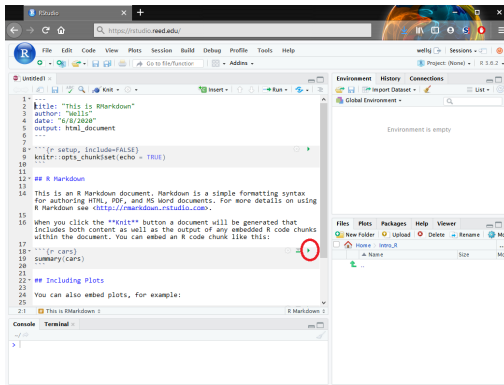 RStudio
https://rstudio.reed.edu/
File Edit Code View Plots Session Build Debug Profile Tools Help
wellsj Sessions
Go to file/function Addins
Project: (None) R 3.6.2
Untitled1
Knit Insert Run
1 ---
2 title: "This is RMarkdown"
3 author: "Wells"
4 date: "6/8/2020"
5 output: html_document
6 ---
7
8 ```{r setup, include=FALSE}
9 knitr::opts_chunk$set(echo = TRUE)
10 ```
11
12 ## R Markdown
13
14 This is an R Markdown document. Markdown is a simple formatting syntax
for authoring HTML, PDF, and MS Word documents. For more details on using
R Markdown see <http://rmarkdown.rstudio.com>.
15
16 When you click the **Knit** button a document will be generated that
includes both content as well as the output of any embedded R code chunks
within the document. You can embed an R code chunk like this:
17
18 ```{r cars}
19 summary(cars)
20 ```
21
22 ## Including Plots
23
24 You can also embed plots, for example:
25
2:1 This is RMarkdown R Markdown
Console Terminal
~/
>
Environment History Connections
Import Dataset List
Global Environment
Environment is empty
Files Plots Packages Help Viewer
New Folder Upload Delete Rename
Home Intro_R
Name Size
..